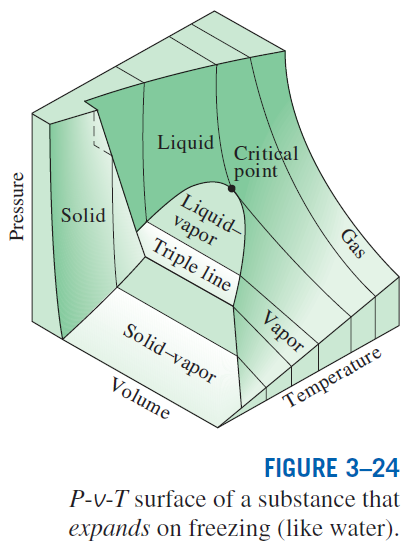 Liquid
Critical
point
Pressure
Solid
Liquid–
vapor
Gas
Triple line
Vapor
Solid–vapor
Volume
Temperature
FIGURE 3–24
P-v-T surface of a substance that
expands on freezing (like water).